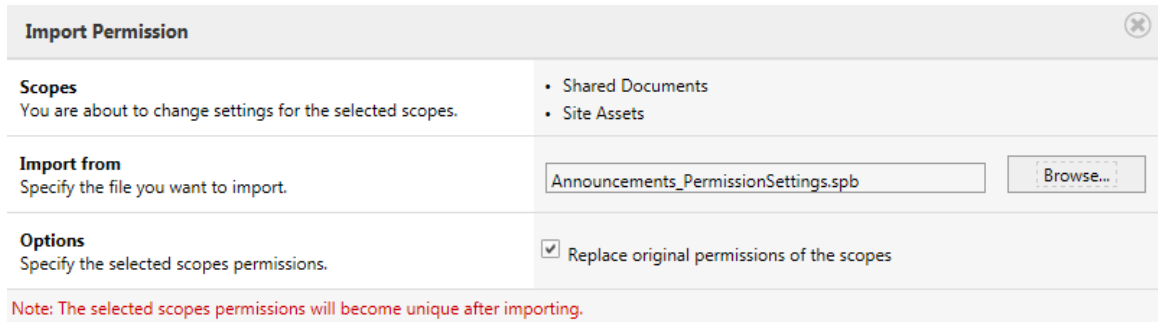 Import Permission
Scopes
You are about to change settings for the selected scopes.
• Shared Documents
• Site Assets
Import from
Specify the file you want to import.
Announcements_PermissionSettings.spb
Browse...
Options
Specify the selected scopes permissions.
Replace original permissions of the scopes
Note: The selected scopes permissions will become unique after importing.